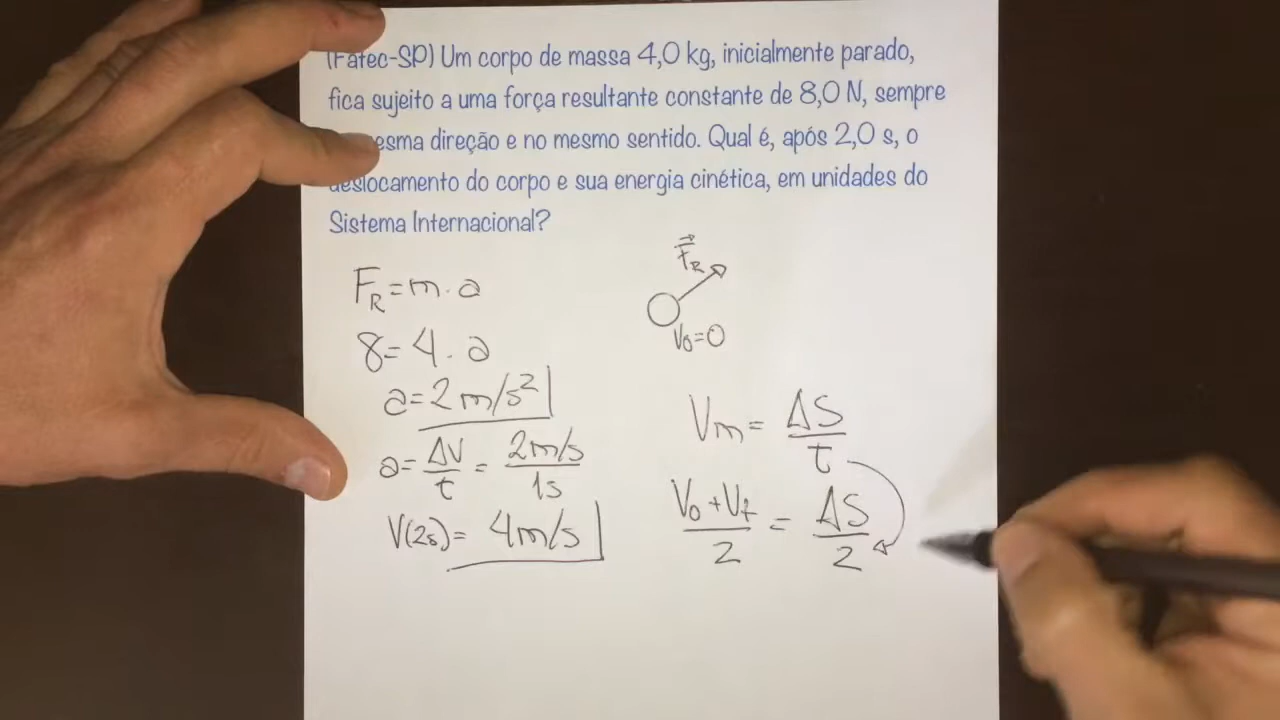 (Fatec-SP) Um corpo de massa 4,0 kg, inicialmente parado,
fica sujeito a uma força resultante constante de 8,0 N, sempre
esma direção e no mesmo sentido. Qual é, após 2,0 s, o
deslocamento do corpo e sua energia cinética, em unidades do
Sistema Internacional?
F_R = m . a
8 = 4 . a
a = 2 m/s²
a = ΔV/t = 2m/s/1s
V(2s) = 4m/s
F_R
V₀ = 0
Vm = ΔS/t
V₀ + V_f/2 = ΔS/2